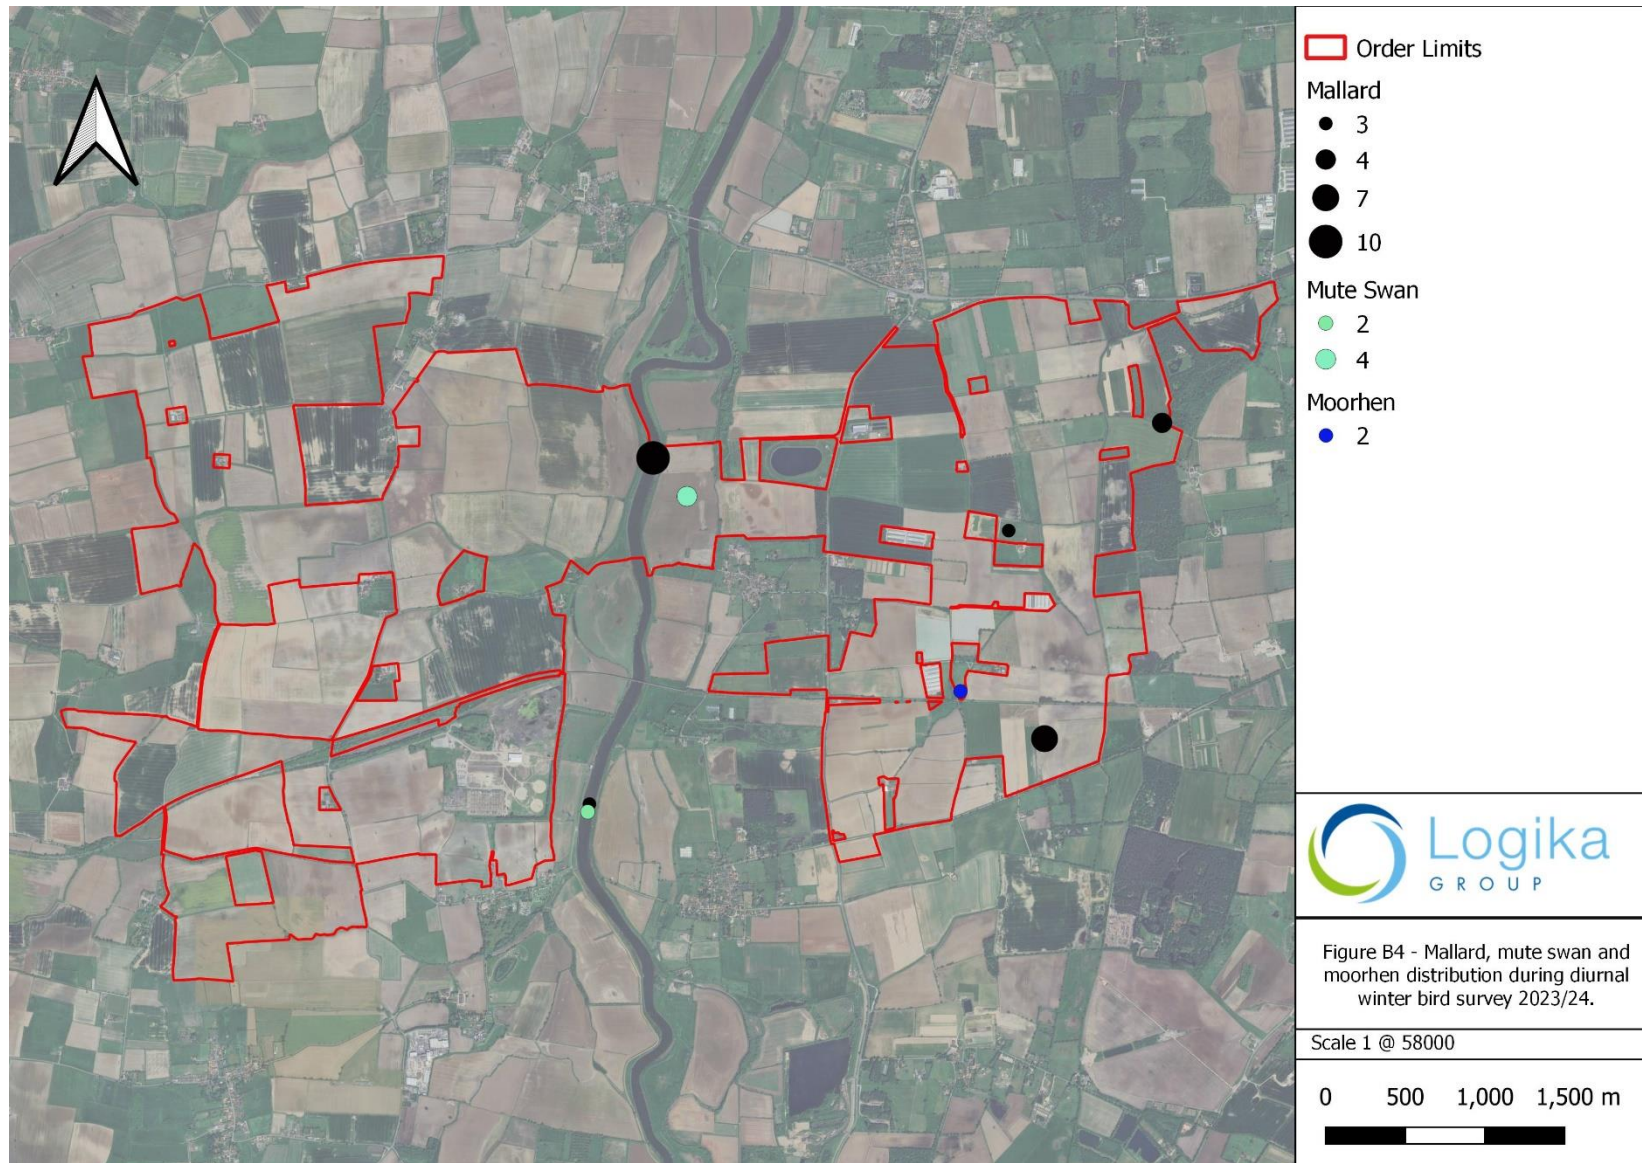 Order Limits
Mallard
3
4
7
10
Mute Swan
2
4
Moorhen
2
Logika
GROUP
Figure B4 - Mallard, mute swan and
moorhen distribution during diurnal
winter bird survey 2023/24.
Scale 1 @ 58000
0 500 1,000 1,500 m